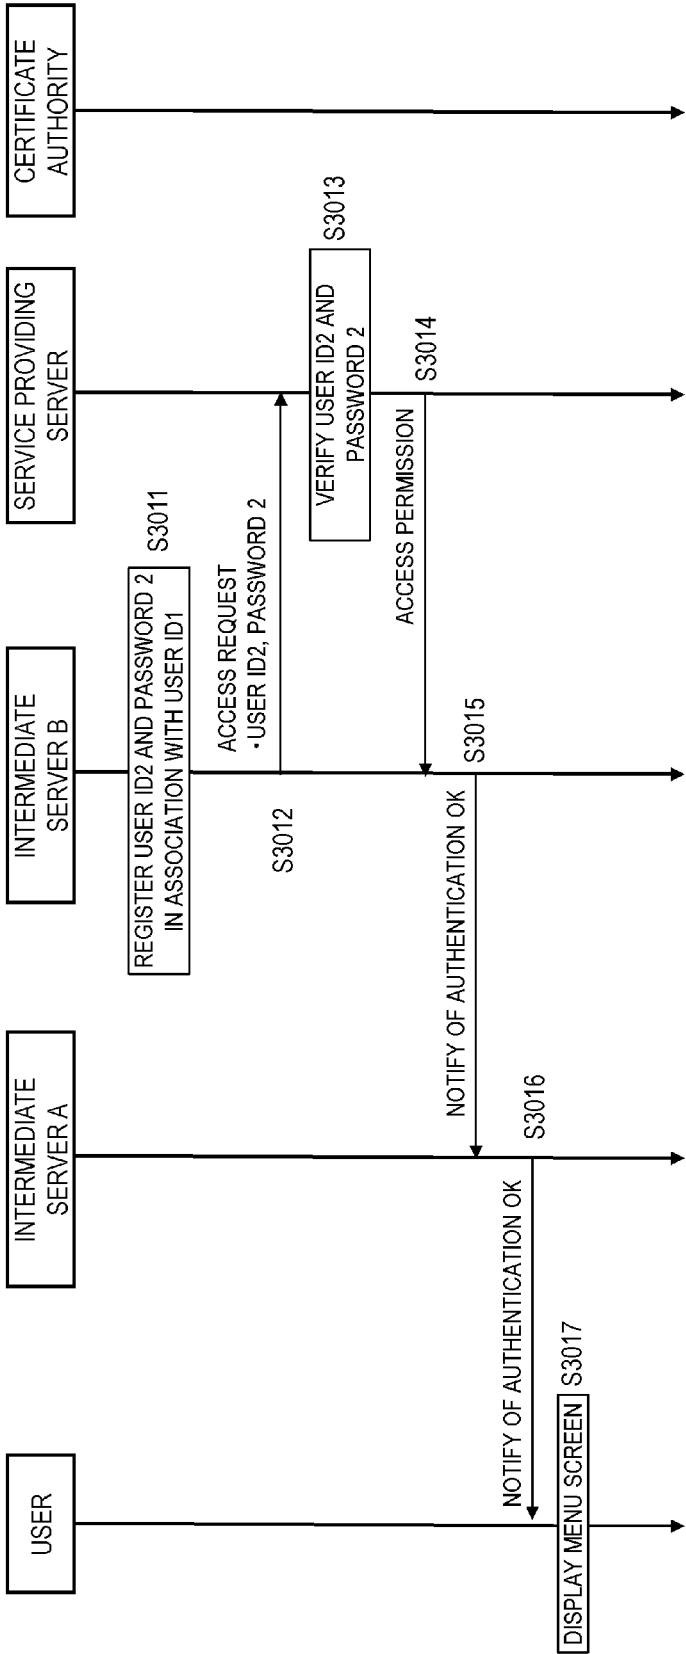 USER
INTERMEDIATE
SERVER A
INTERMEDIATE
SERVER B
SERVICE PROVIDING
SERVER
CERTIFICATE
AUTHORITY
REGISTER USER ID2 AND PASSWORD 2
IN ASSOCIATION WITH USER ID1
S3011
ACCESS REQUEST
・USER ID2, PASSWORD 2
S3012
VERIFY USER ID2 AND
PASSWORD 2
S3013
ACCESS PERMISSION
S3014
NOTIFY OF AUTHENTICATION OK
S3015
NOTIFY OF AUTHENTICATION OK
S3016
DISPLAY MENU SCREEN
S3017